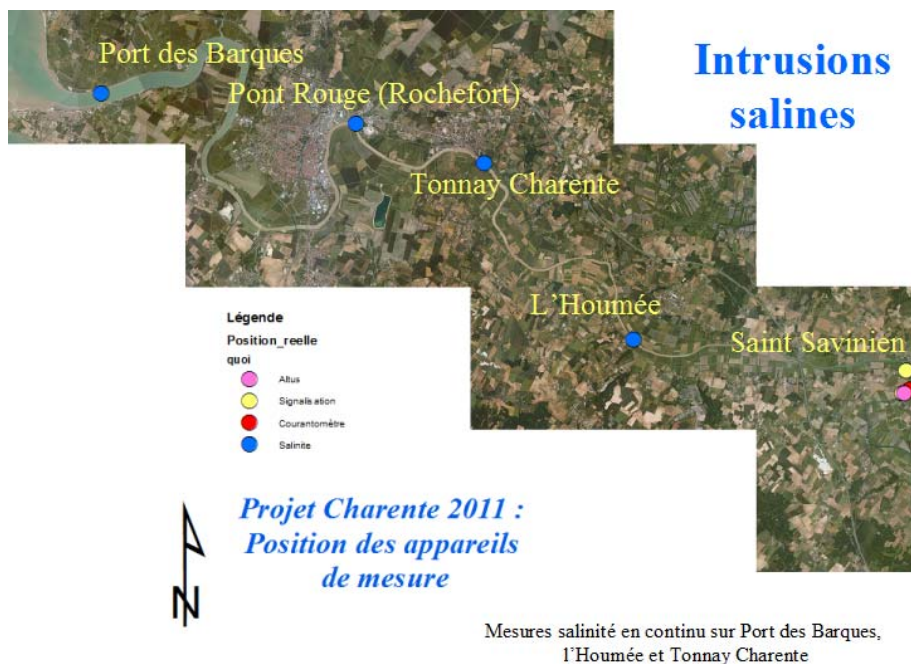 Port des Barques
Intrusions
salines
Pont Rouge (Rochefort)
Tonnay Charente
L'Houmée
Saint Savinien
Légende
Position_reelle
quoi
Altus
Signalisation
Courantomètre
Salinite
Projet Charente 2011 :
Position des appareils
de mesure
N
Mesures salinité en continu sur Port des Barques,
l'Houmée et Tonnay Charente